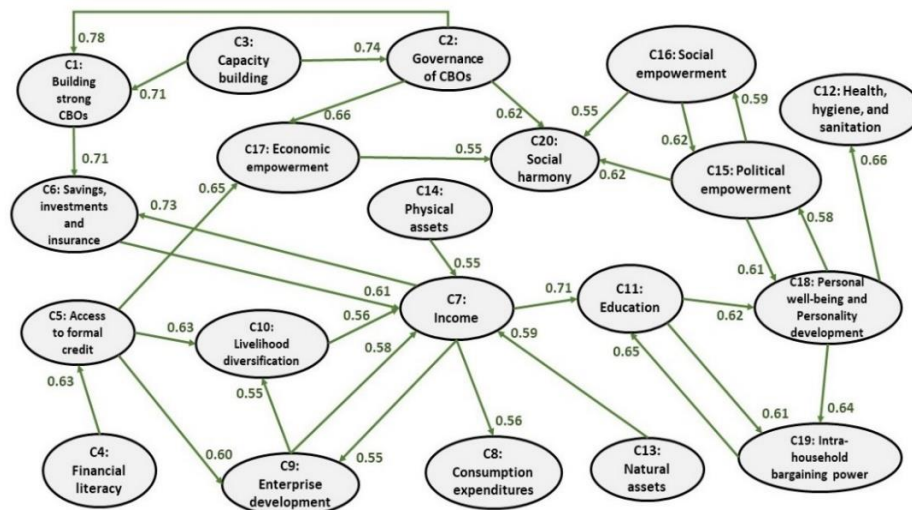 0.78
C3:
Capacity
building
0.74
C2:
Governance
of CBOs
C16: Social
empowerment
C1:
Building
strong
CBOs
0.71
0.66
0.62
0.55
0.62
0.59
C12: Health,
hygiene, and
sanitation
C17: Economic
empowerment
0.55
C20:
Social
harmony
0.62
C15: Political
empowerment
0.66
0.71
C6: Savings,
investments
and
insurance
0.73
0.65
C14:
Physical
assets
0.55
0.61
0.58
C5: Access
to formal
credit
0.63
C10:
Livelihood
diversification
0.61
0.56
C7:
Income
0.71
C11:
Education
0.62
C18: Personal
well-being and
Personality
development
0.63
0.58
0.59
0.65
0.55
0.60
0.55
0.56
0.61
0.64
C4:
Financial
literacy
C9:
Enterprise
development
C8:
Consumption
expenditures
C13:
Natural
assets
C19: Intra-
household
bargaining power